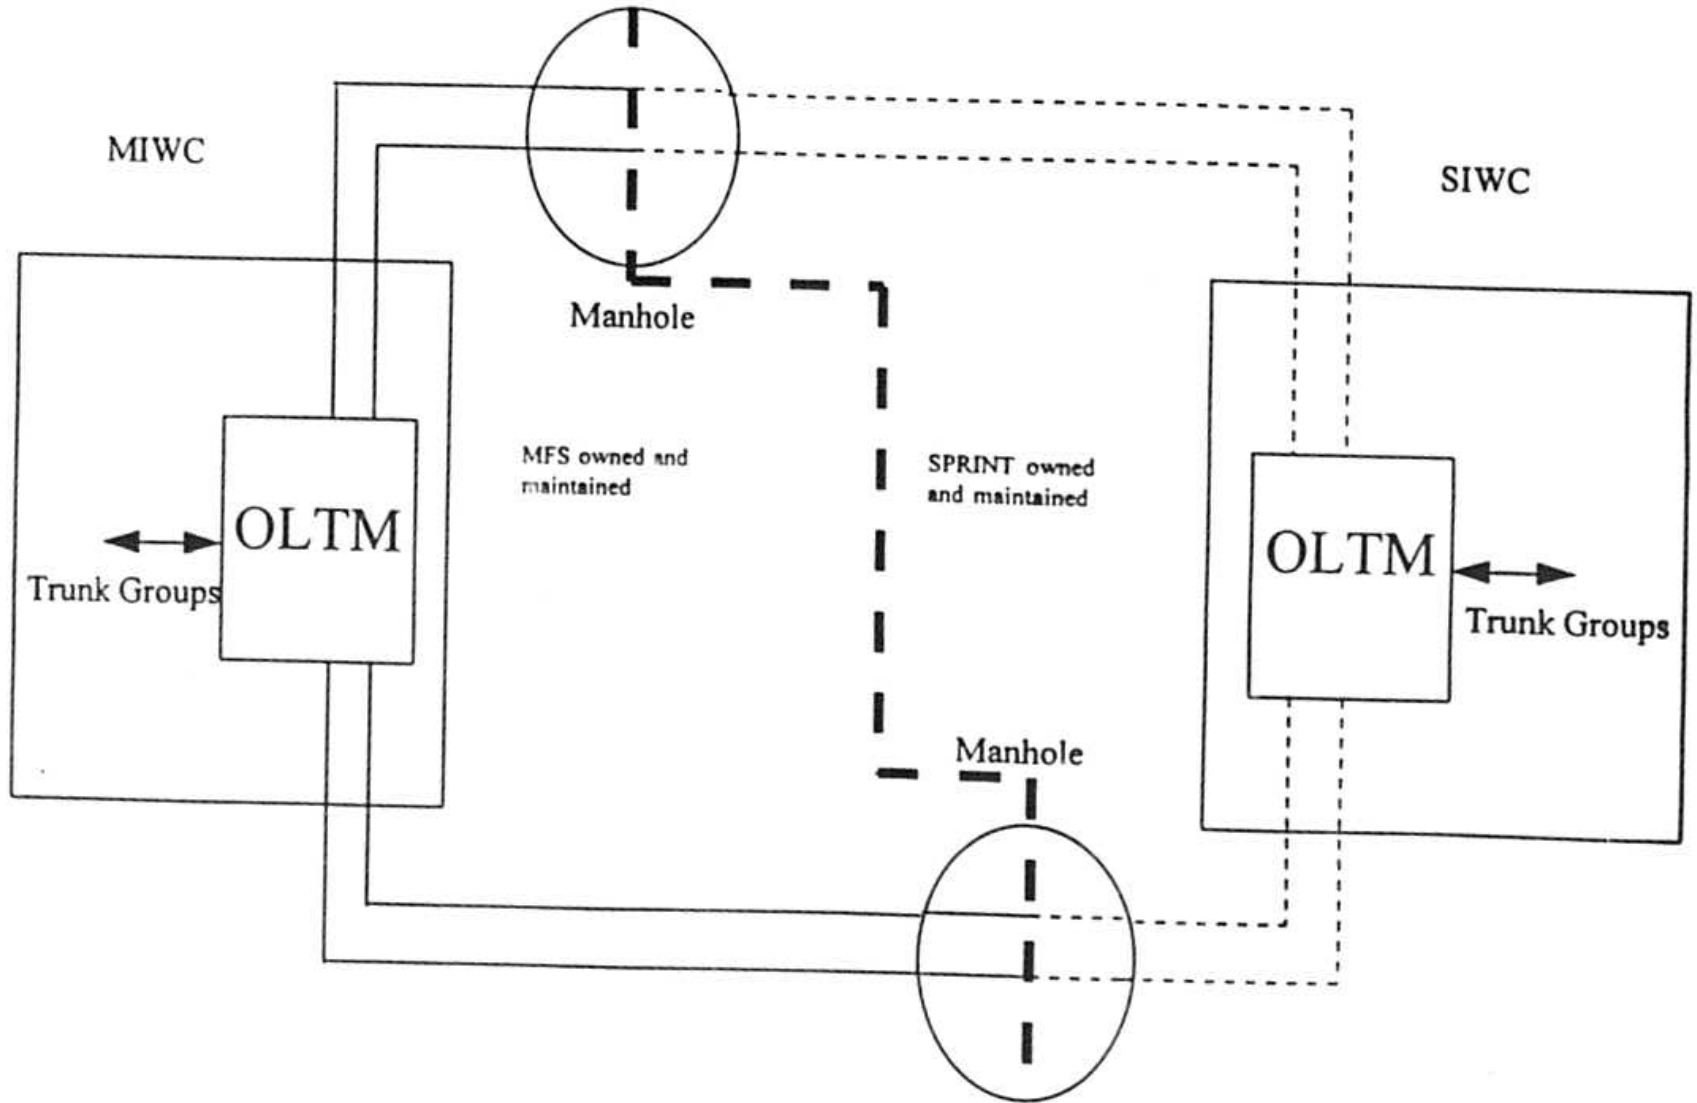 MIWC
SIWC
Manhole
MFS owned and
maintained
SPRINT owned
and maintained
OLTM
OLTM
Trunk Groups
Trunk Groups
Manhole